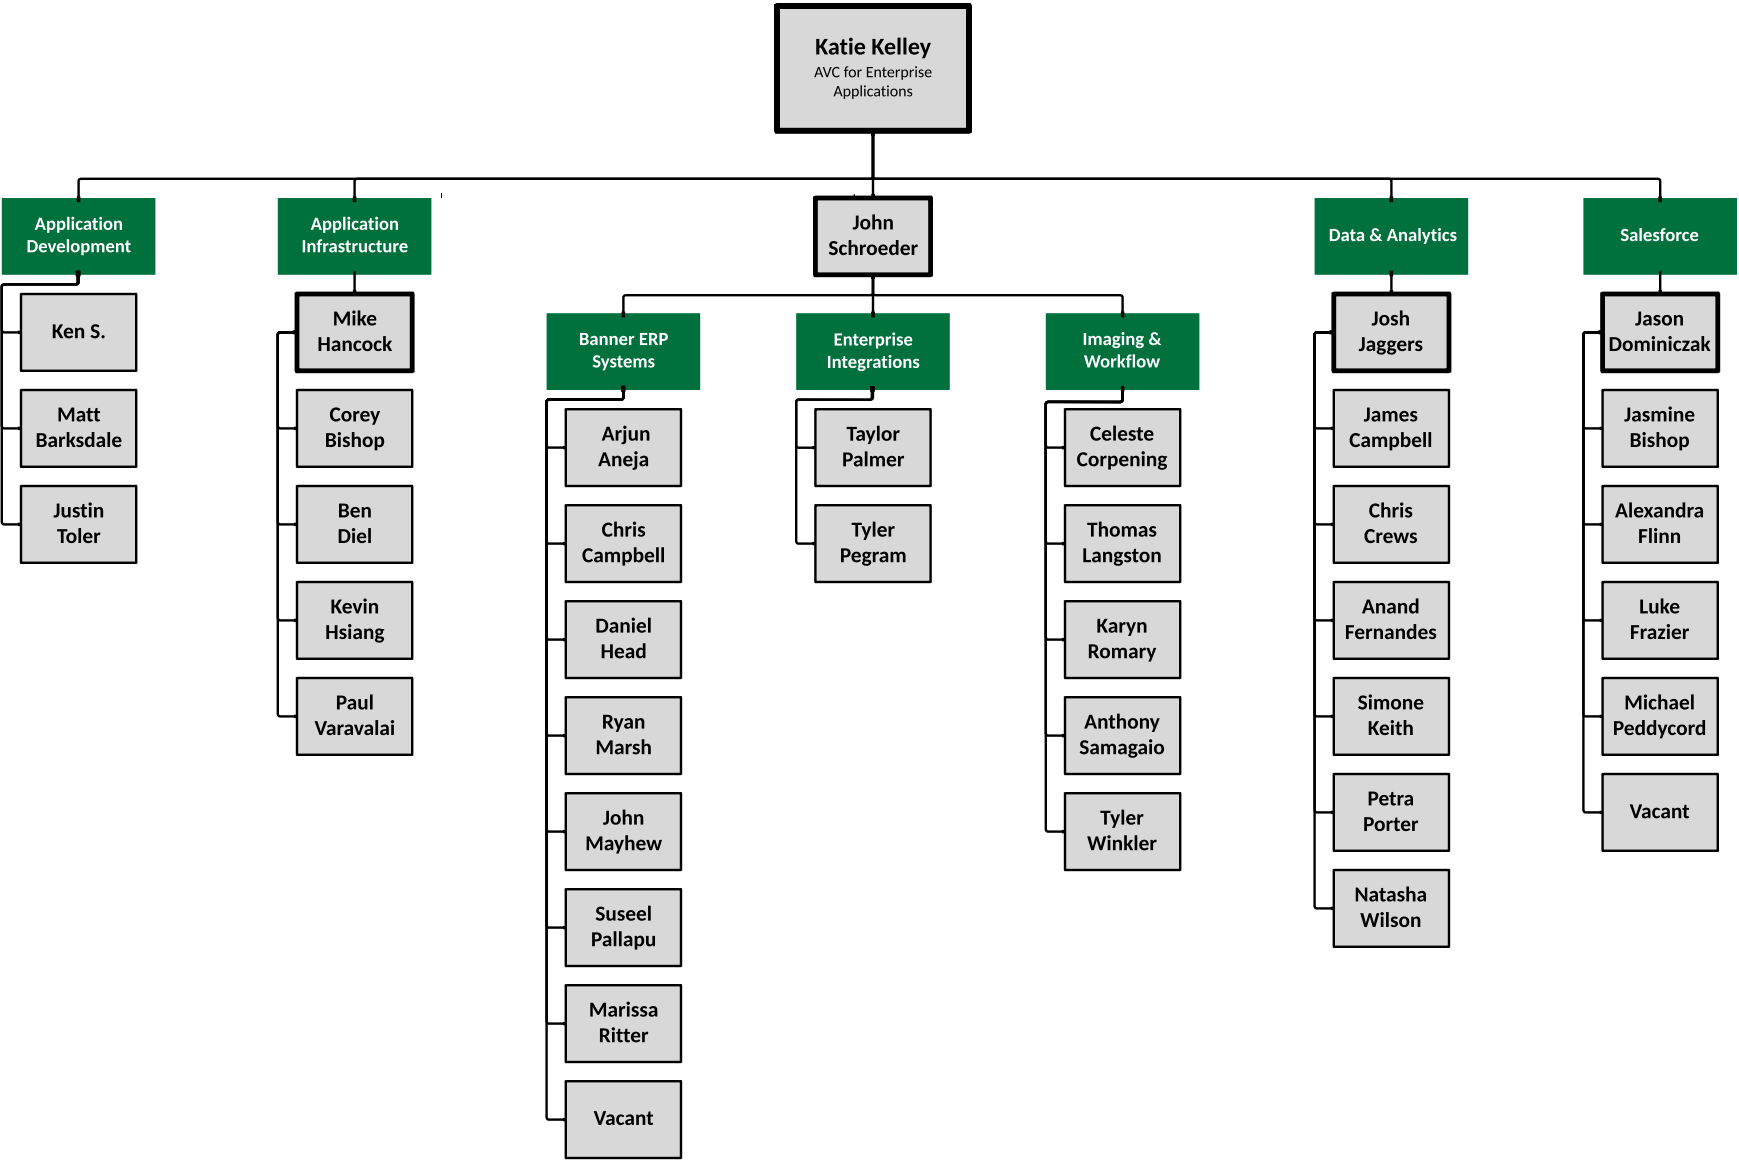 Katie Kelley
AVC for Enterprise
Applications
Application
Development
Ken S.
Matt
Barksdale
Justin
Toler
Application
Infrastructure
Mike
Hancock
Corey
Bishop
Ben
Diel
Kevin
Hsiang
Paul
Varavalai
John
Schroeder
Banner ERP
Systems
Arjun
Aneja
Chris
Campbell
Daniel
Head
Ryan
Marsh
John
Mayhew
Suseel
Pallapu
Marissa
Ritter
Vacant
Enterprise
Integrations
Taylor
Palmer
Tyler
Pegram
Imaging &
Workflow
Celeste
Corpening
Thomas
Langston
Karyn
Romary
Anthony
Samagaio
Tyler
Winkler
Data & Analytics
Josh
Jaggers
James
Campbell
Chris
Crews
Anand
Fernandes
Simone
Keith
Petra
Porter
Natasha
Wilson
Salesforce
Jason
Dominiczak
Jasmine
Bishop
Alexandra
Flinn
Luke
Frazier
Michael
Peddycord
Vacant